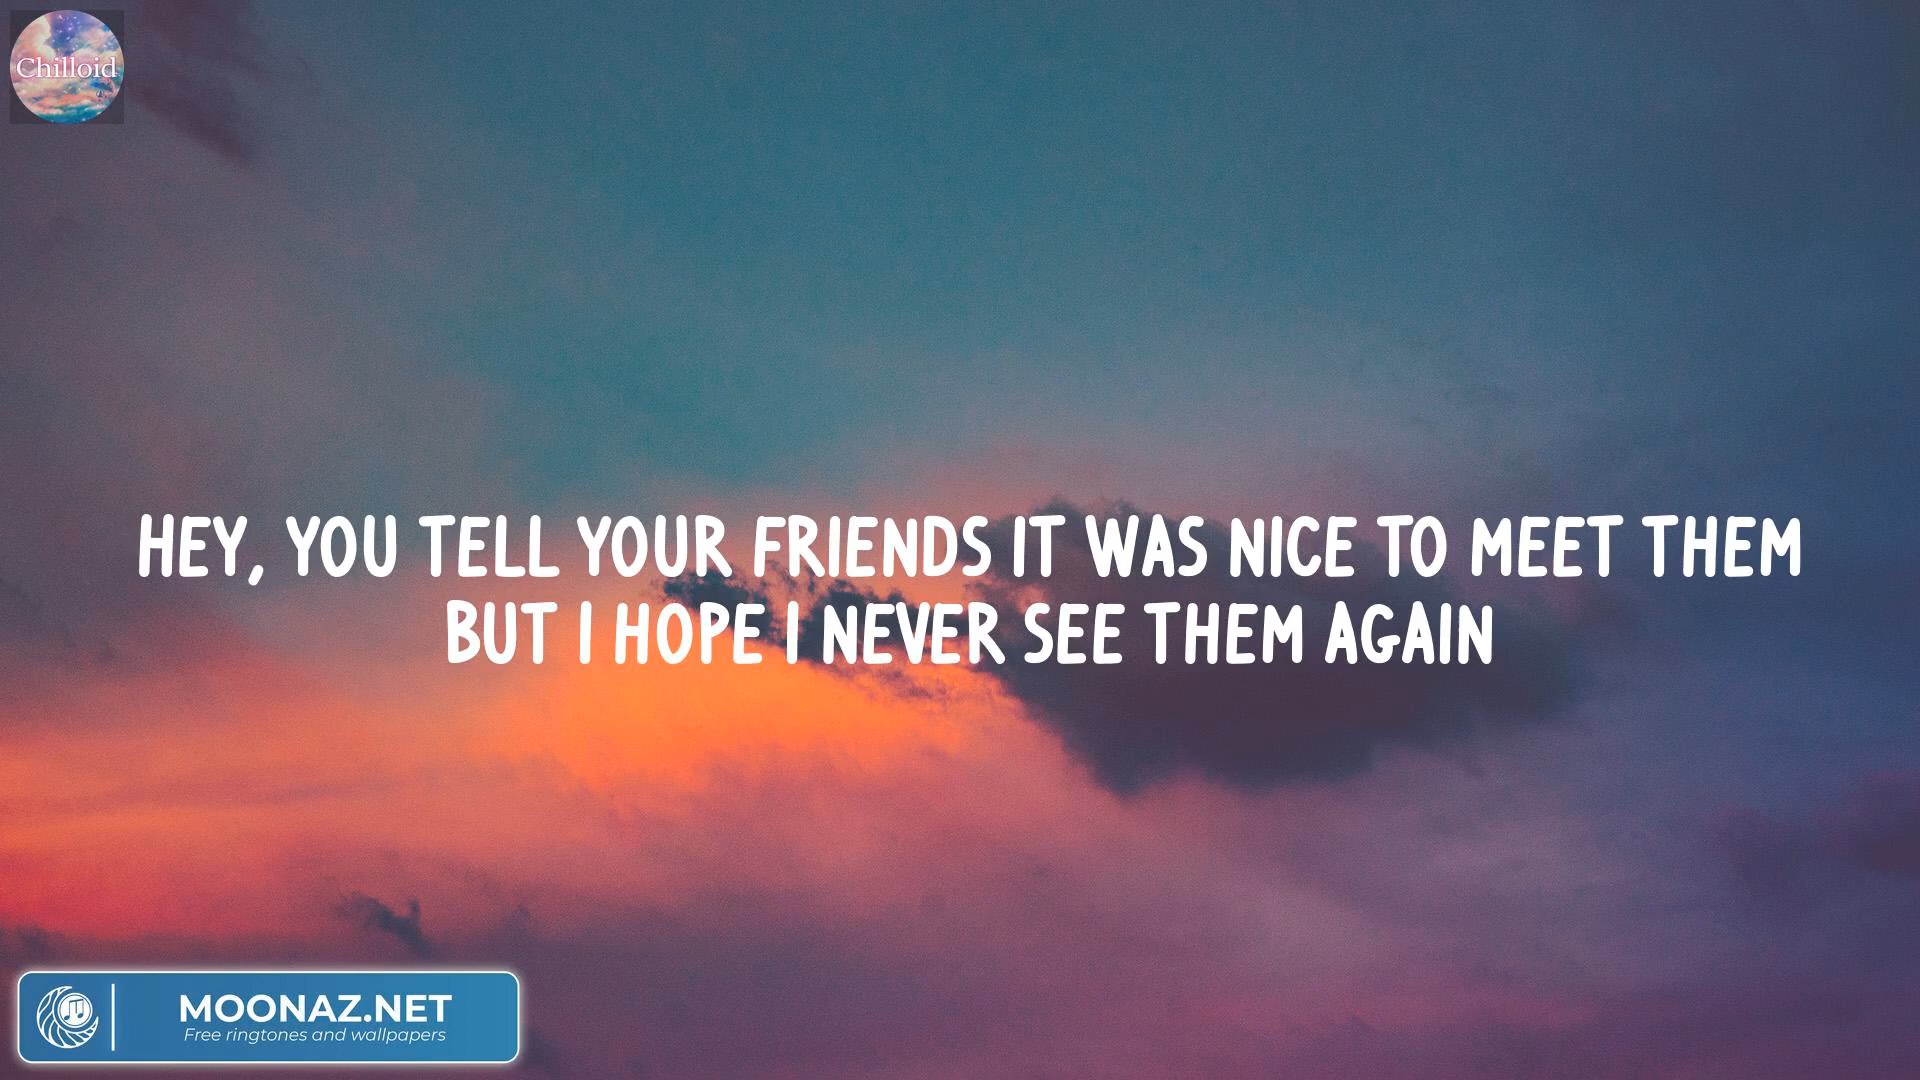 Chilloid
HEY, YOU TELL YOUR FRIENDS IT WAS NICE TO MEET THEM
BUT I HOPE I NEVER SEE THEM AGAIN
MOONAZ.NET
Free ringtones and wallpapers